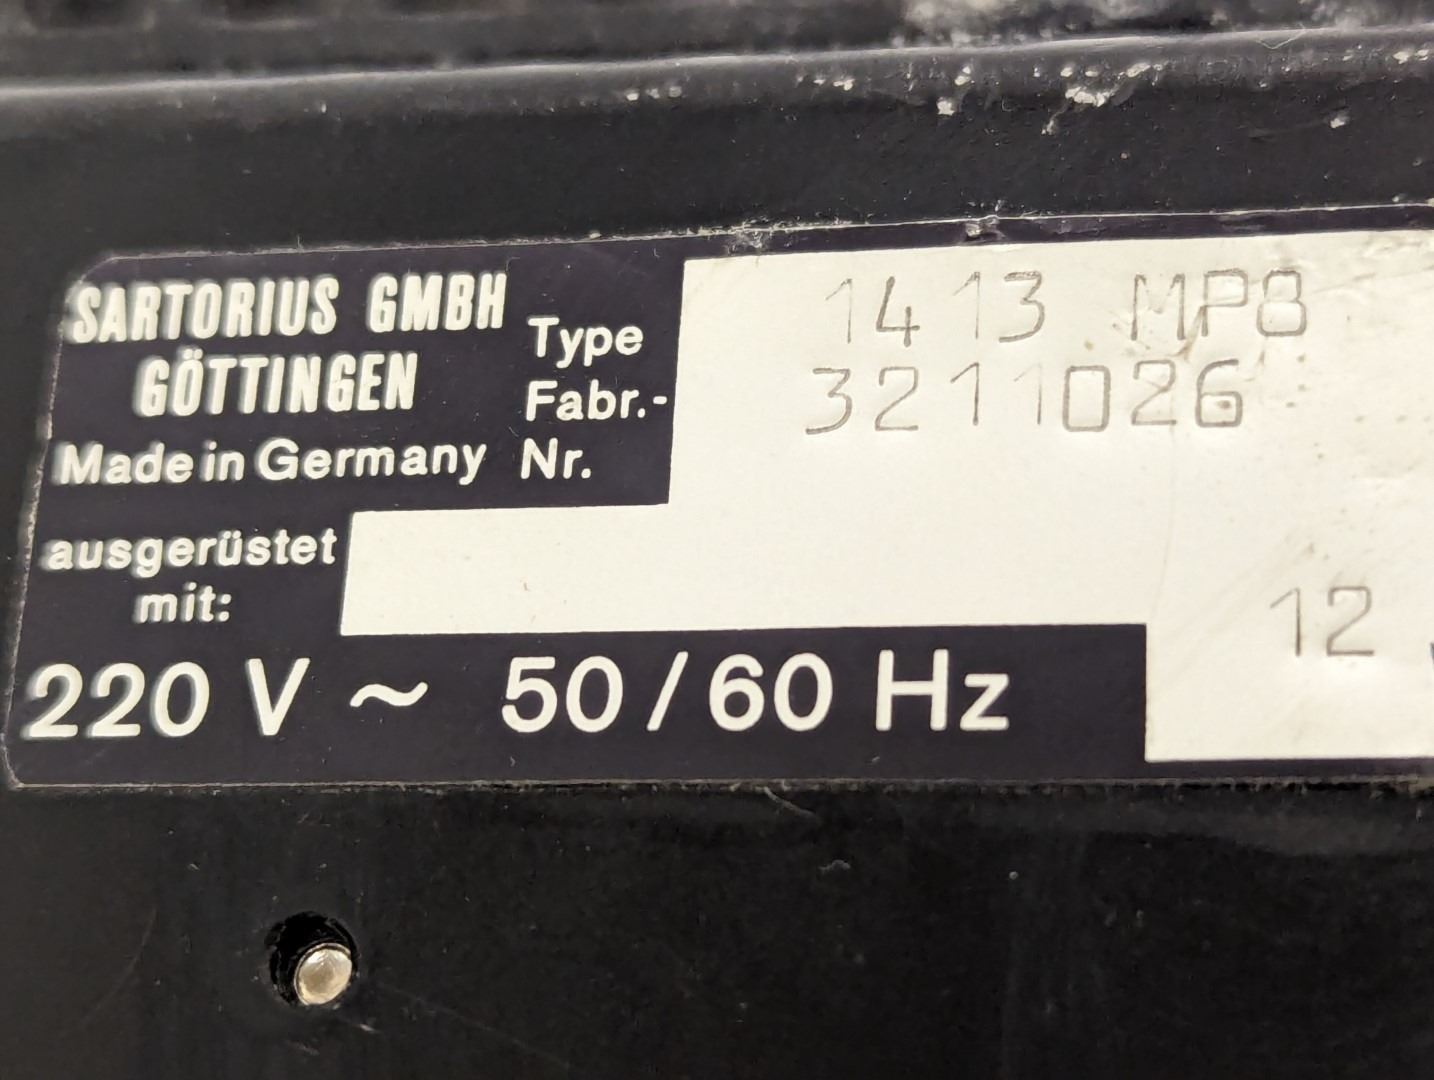 SARTORIUS GMBH
GÖTTINGEN
Made in Germany
Type 1413 MP8
Fabr.- 3211026
Nr.
ausgerüstet
mit:
12
220 V ~ 50/60 Hz